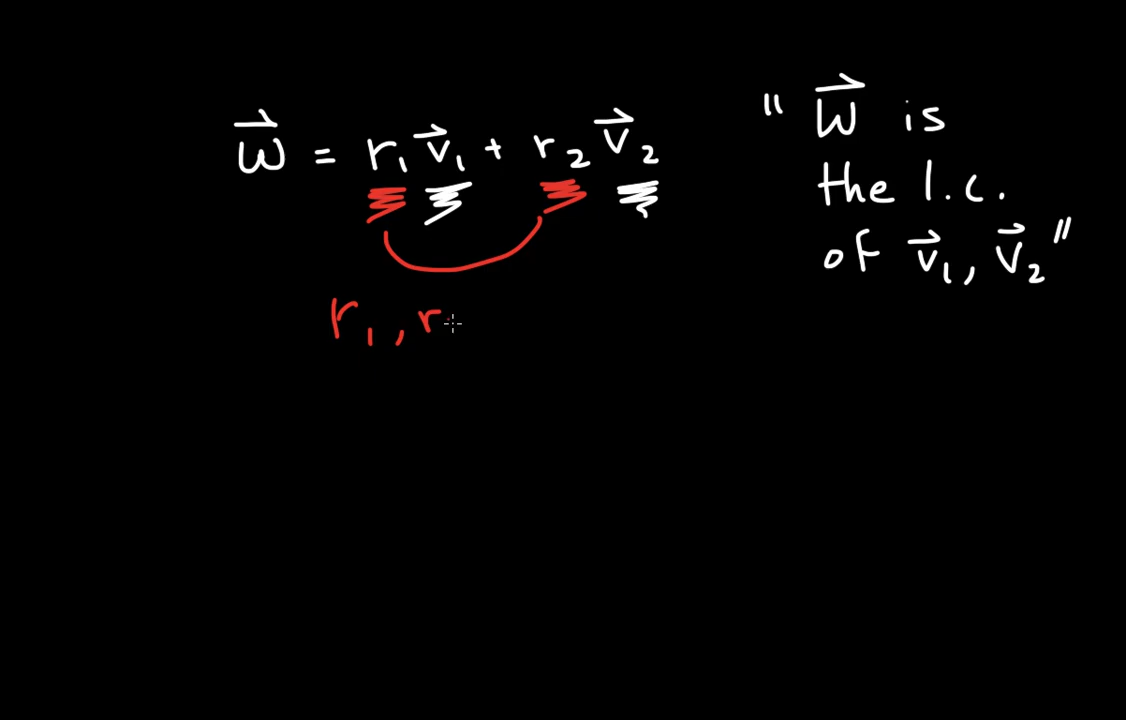 w⃗ = r₁v⃗₁ + r₂v⃗₂
"w⃗ is
the l.c.
of v⃗₁, v⃗₂"
r₁, r